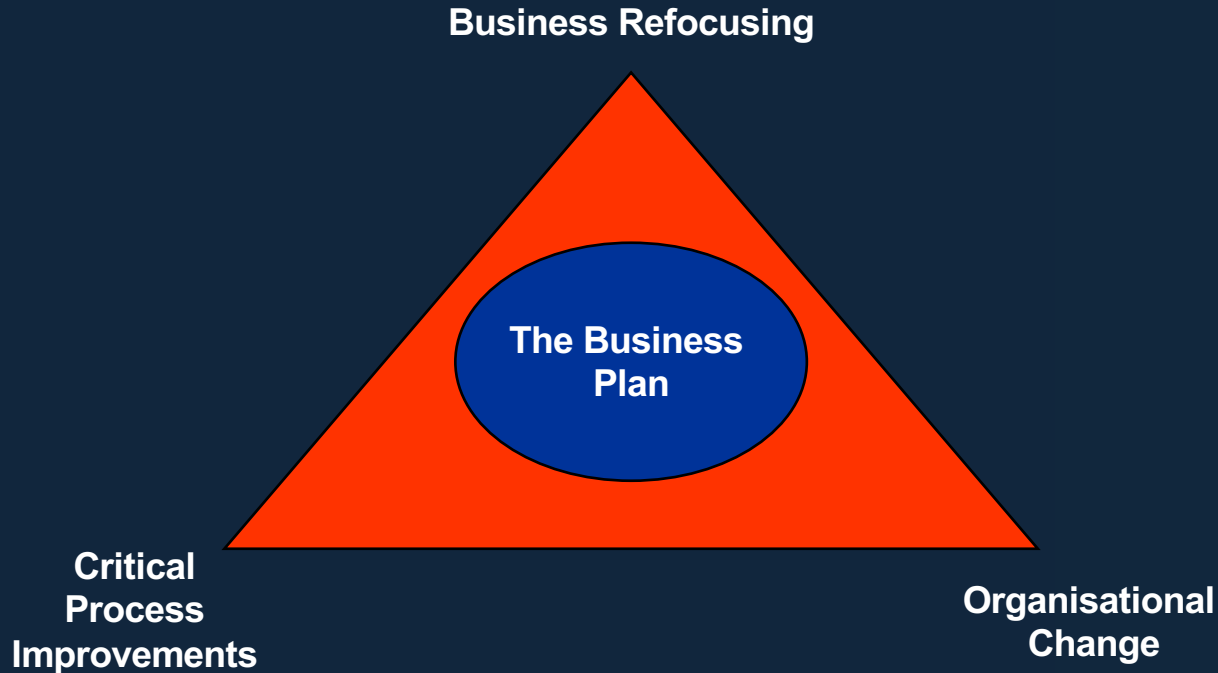 Business Refocusing
The Business
Plan
Critical
Process
Improvements
Organisational
Change